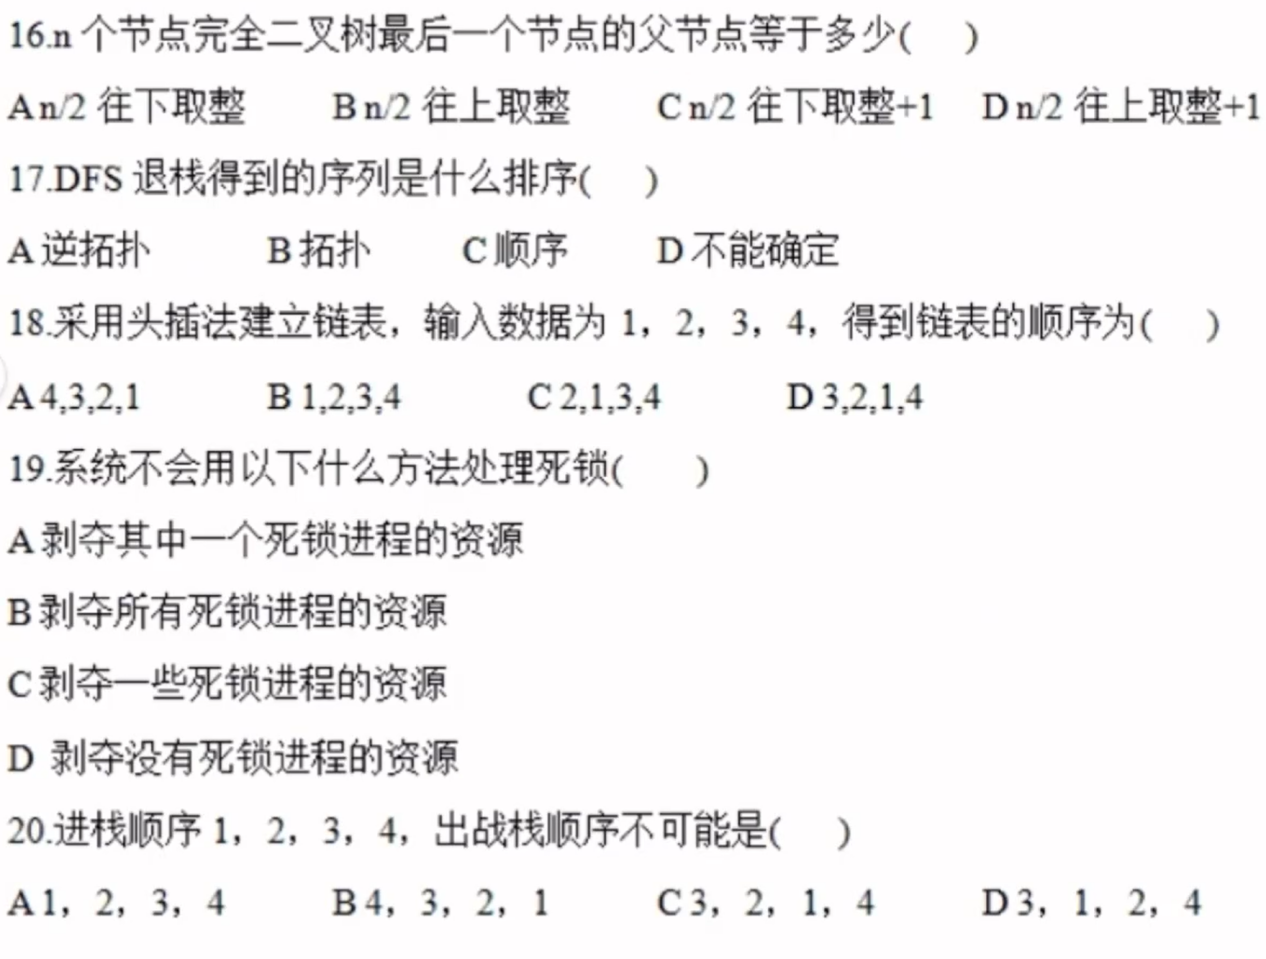 16.n 个节点完全二叉树最后一个节点的父节点等于多少(    )
A n/2 往下取整    B n/2 往上取整    C n/2 往下取整+1    D n/2 往上取整+1
17.DFS 退栈得到的序列是什么排序(    )
A 逆拓扑    B 拓扑    C 顺序    D 不能确定
18.采用头插法建立链表，输入数据为 1，2，3，4，得到链表的顺序为(    )
A 4,3,2,1    B 1,2,3,4    C 2,1,3,4    D 3,2,1,4
19.系统不会用以下什么方法处理死锁(    )
A 剥夺其中一个死锁进程的资源
B 剥夺所有死锁进程的资源
C 剥夺一些死锁进程的资源
D 剥夺没有死锁进程的资源
20.进栈顺序 1，2，3，4，出战栈顺序不可能是(    )
A 1，2，3，4    B 4，3，2，1    C 3，2，1，4    D 3，1，2，4